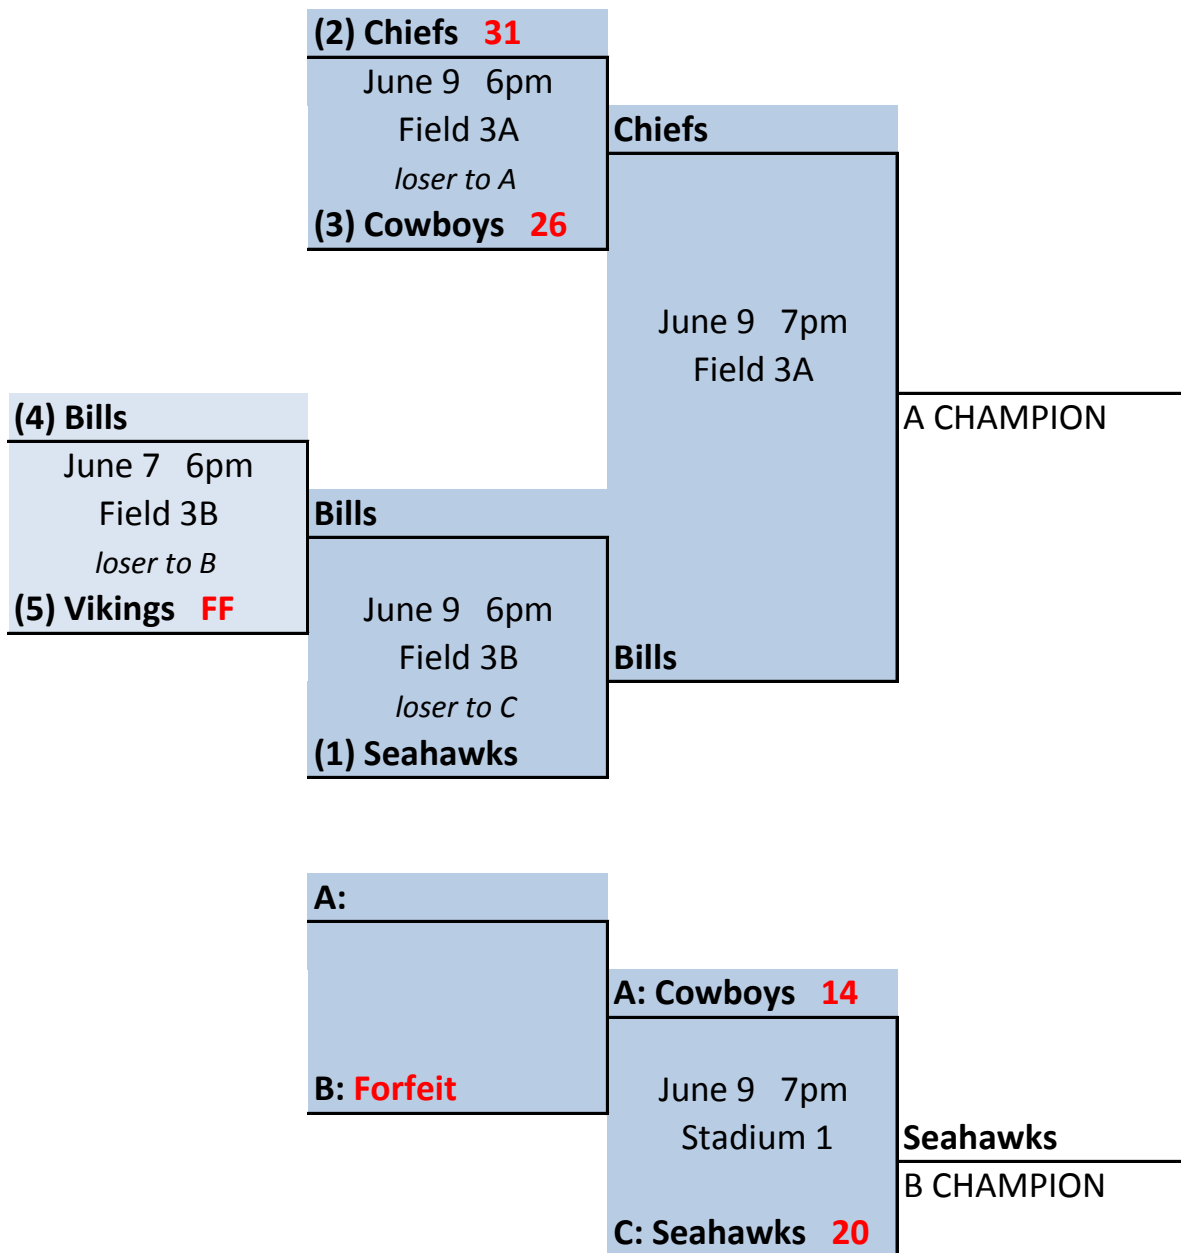 (2) Chiefs 31
June 9 6pm
Field 3A
loser to A
(3) Cowboys 26
Chiefs
June 9 7pm
Field 3A
A CHAMPION
(4) Bills
June 7 6pm
Field 3B
loser to B
(5) Vikings FF
Bills
June 9 6pm
Field 3B
loser to C
(1) Seahawks
Bills
A:
B: Forfeit
A: Cowboys 14
June 9 7pm
Stadium 1
C: Seahawks 20
Seahawks
B CHAMPION